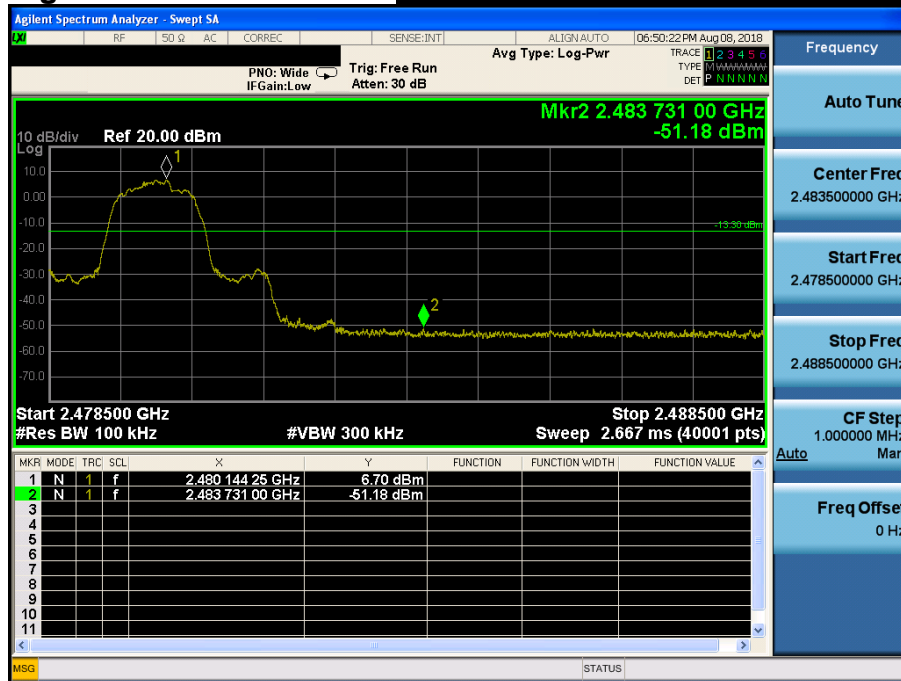 Agilent Spectrum Analyzer - Swept SA
LXI RF 50 Ω AC CORREC SENSE:INT ALIGN AUTO 06:50:22 PM Aug 08, 2018
Avg Type: Log-Pwr TRACE 1 2 3 4 5 6
PNO: Wide Trig: Free Run TYPE M WWWWW
IFGain:Low Atten: 30 dB DET P N N N N N
Mkr2 2.483 731 00 GHz
10 dB/div Ref 20.00 dBm -51.18 dBm
Log
1
10.0
0.00
-10.0
-13.30 dBm
-20.0
-30.0
-40.0
2
-50.0
-60.0
-70.0
Start 2.478500 GHz Stop 2.488500 GHz
#Res BW 100 kHz #VBW 300 kHz Sweep 2.667 ms (40001 pts)
MKR MODE TRC SCL X Y FUNCTION FUNCTION WIDTH FUNCTION VALUE
1 N 1 f 2.480 144 25 GHz 6.70 dBm
2 N 1 f 2.483 731 00 GHz -51.18 dBm
3
4
5
6
7
8
9
10
11
MSG STATUS
Frequency
Auto Tune
Center Freq
2.483500000 GHz
Start Freq
2.478500000 GHz
Stop Freq
2.488500000 GHz
CF Step
1.000000 MHz
Auto Man
Freq Offset
0 Hz